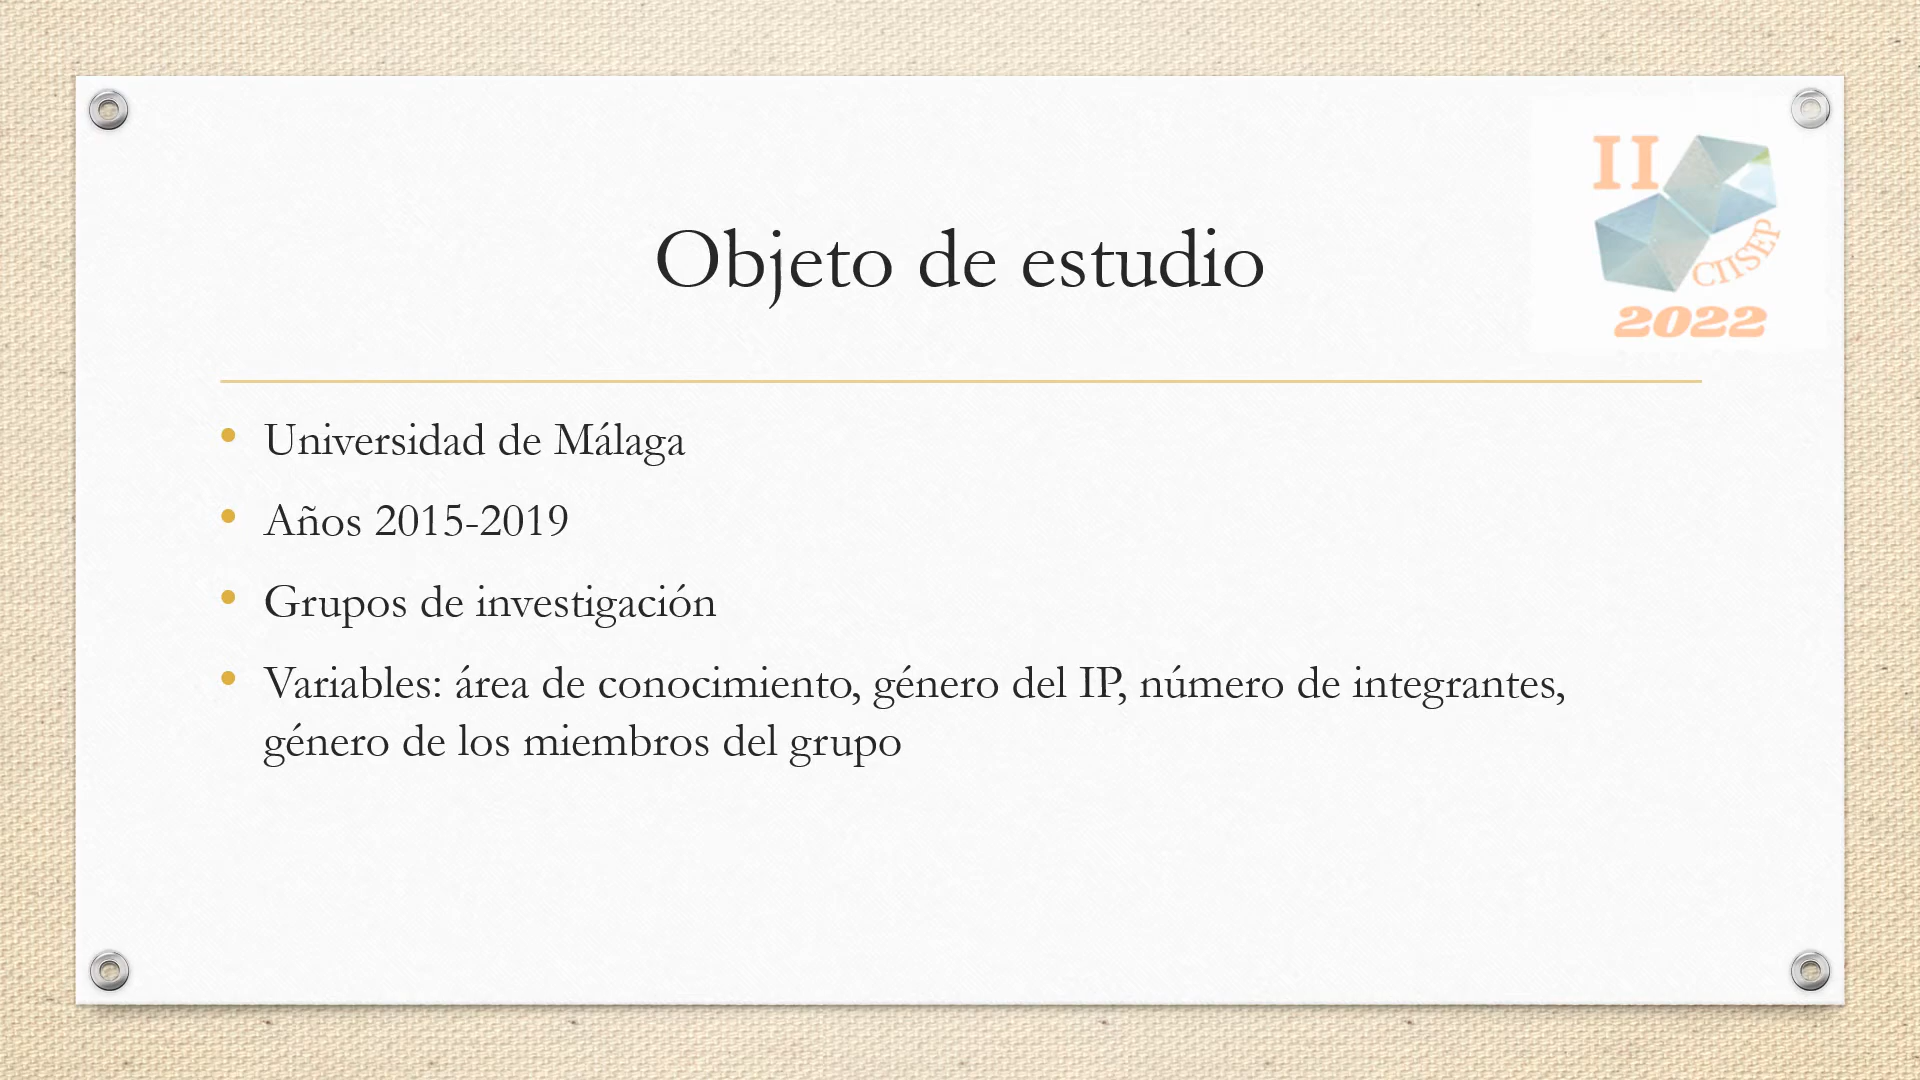 II
CIISEP
2022
Objeto de estudio
• Universidad de Málaga
• Años 2015-2019
• Grupos de investigación
• Variables: área de conocimiento, género del IP, número de integrantes,
género de los miembros del grupo